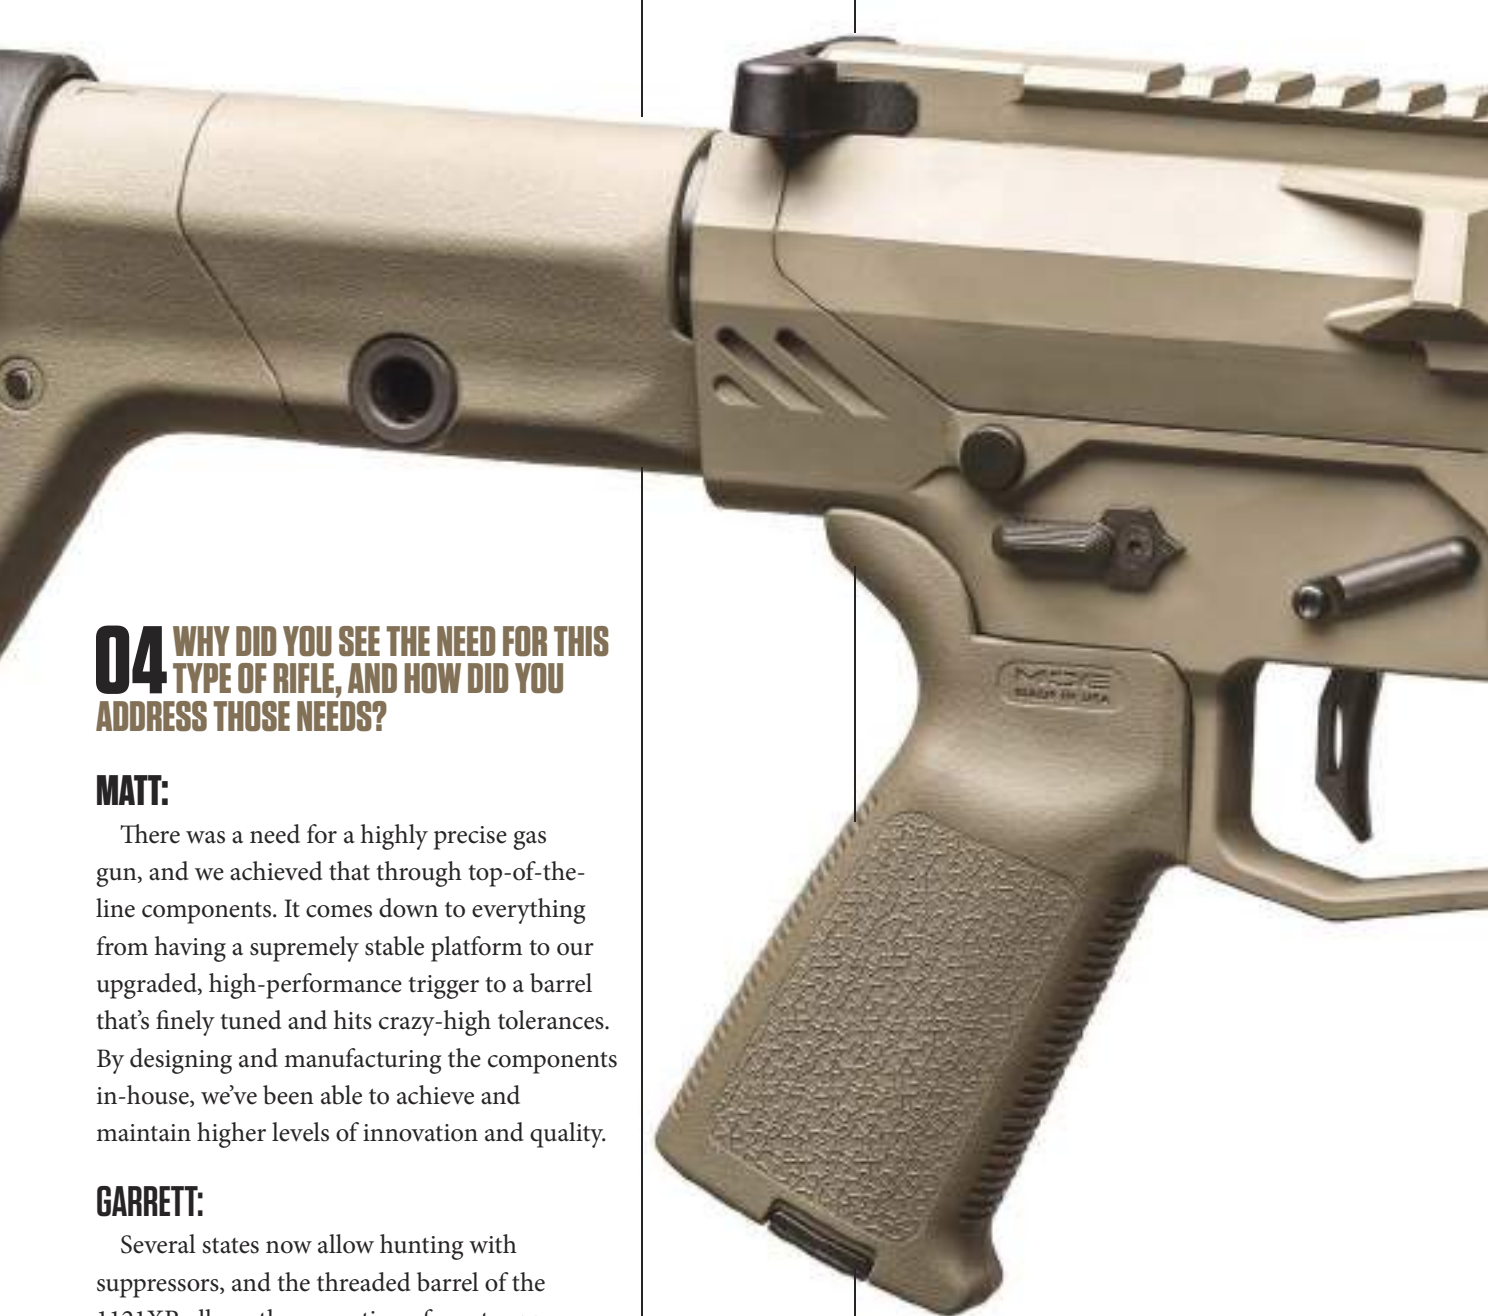 04 WHY DID YOU SEE THE NEED FOR THIS
TYPE OF RIFLE, AND HOW DID YOU
ADDRESS THOSE NEEDS?
MATT:
There was a need for a highly precise gas
gun, and we achieved that through top-of-the-
line components. It comes down to everything
from having a supremely stable platform to our
upgraded, high-performance trigger to a barrel
that’s finely tuned and hits crazy-high tolerances.
By designing and manufacturing the components
in-house, we’ve been able to achieve and
maintain higher levels of innovation and quality.
GARRETT:
Several states now allow hunting with
suppressors, and the threaded barrel of the
MOE
MADE IN USA